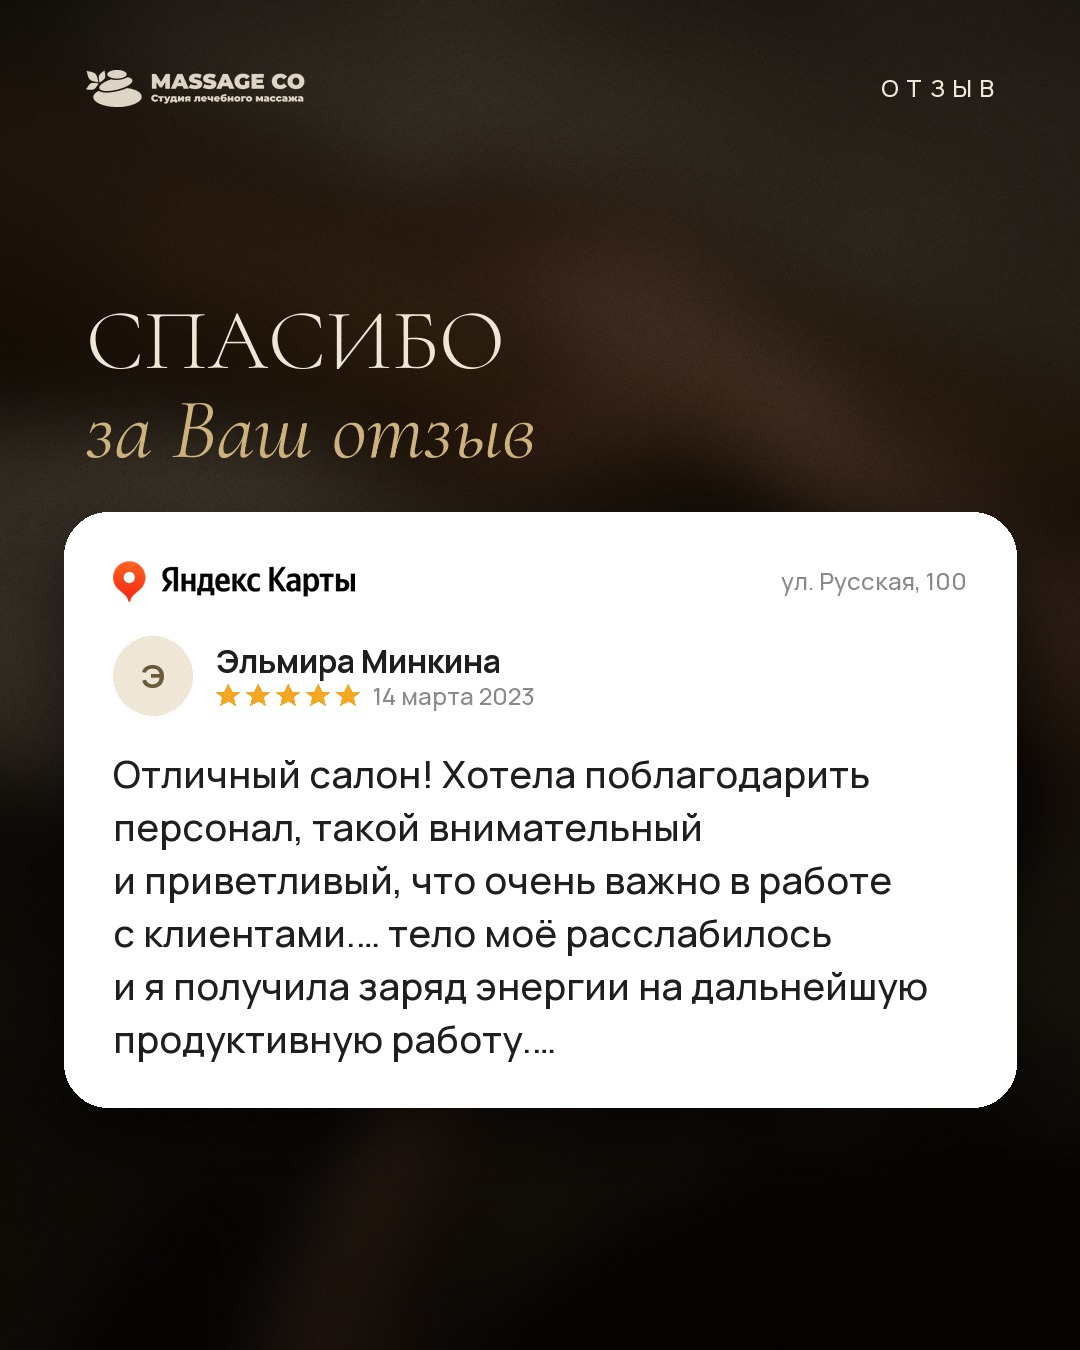 MASSAGE CO
Студия лечебного массажа
ОТЗЫВ
СПАСИБО
за Ваш отзыв
Яндекс Карты
ул. Русская, 100
Э
Эльмира Минкина
14 марта 2023
Отличный салон! Хотела поблагодарить
персонал, такой внимательный
и приветливый, что очень важно в работе
с клиентами.… тело моё расслабилось
и я получила заряд энергии на дальнейшую
продуктивную работу.…